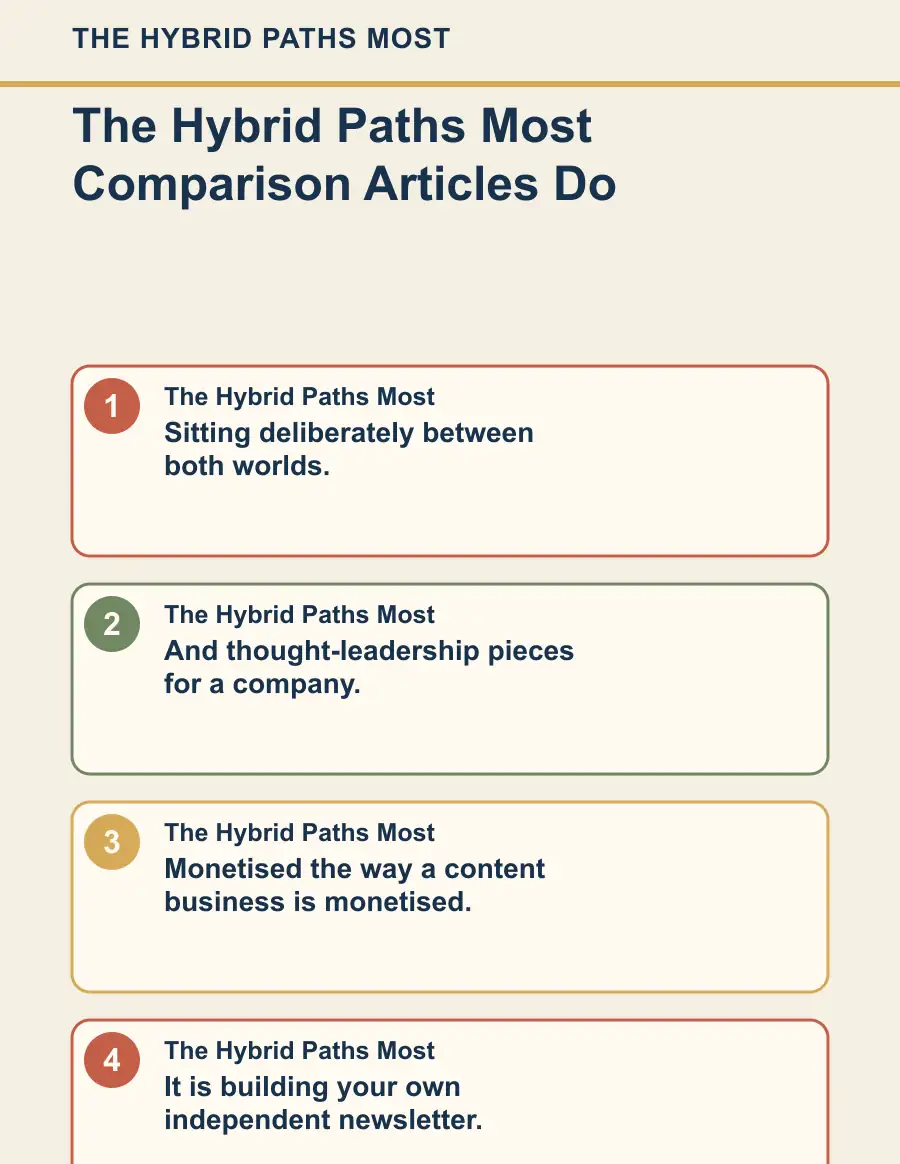 THE HYBRID PATHS MOST
The Hybrid Paths Most
Comparison Articles Do
1
The Hybrid Paths Most
Sitting deliberately between
both worlds.
2
The Hybrid Paths Most
And thought-leadership pieces
for a company.
3
The Hybrid Paths Most
Monetised the way a content
business is monetised.
4
The Hybrid Paths Most
It is building your own
independent newsletter.